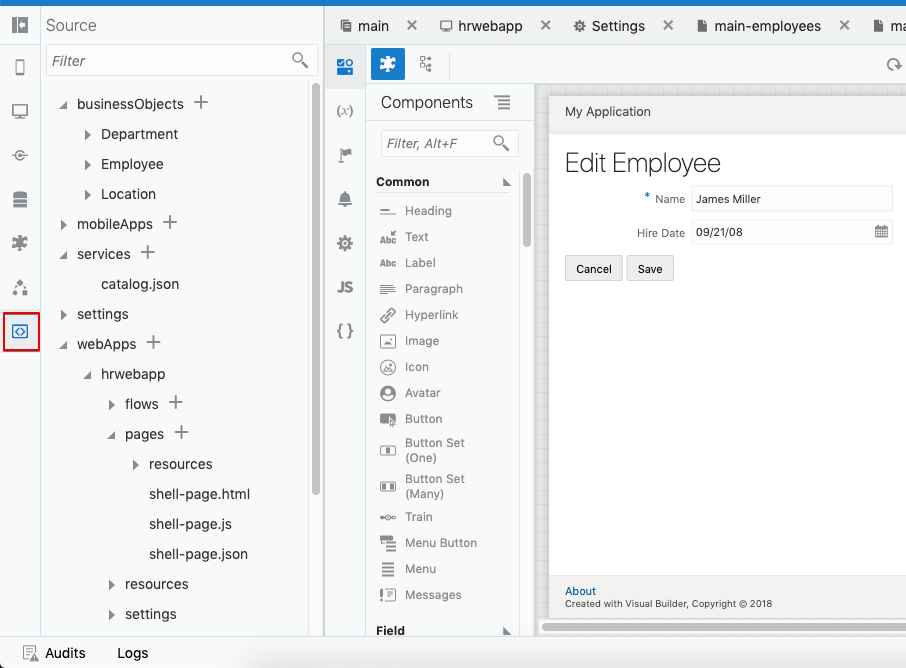 Source
main
hrwebapp
Settings
main-employees
ma
Filter
businessObjects
Department
Employee
Location
mobileApps
services
catalog.json
settings
webApps
hrwebapp
flows
pages
resources
shell-page.html
shell-page.js
shell-page.json
resources
settings
(x)
JS
{ }
Components
Filter, Alt+F
Common
Heading
Abc Text
Abc Label
Paragraph
Hyperlink
Image
Icon
Avatar
Button
Button Set
(One)
Button Set
(Many)
Train
Menu Button
Menu
Messages
Field
My Application
Edit Employee
* Name James Miller
Hire Date 09/21/08
Cancel Save
About
Created with Visual Builder, Copyright © 2018
Audits Logs